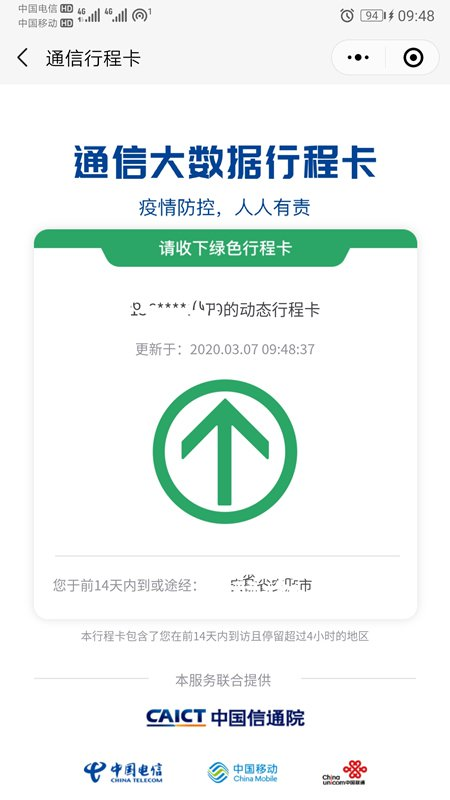 中国电信 HD 4G 4G 1 94 09:48
中国移动 HD
通信行程卡
通信大数据行程卡
疫情防控，人人有责
请收下绿色行程卡
的动态行程卡
更新于：2020.03.07 09:48:37
您于前14天内到或途经： 市
本行程卡包含了您在前14天内到访且停留超过4小时的地区
本服务联合提供
CAICT 中国信通院
中国电信 中国移动
CHINA TELECOM China Mobile China
unicom中国联通